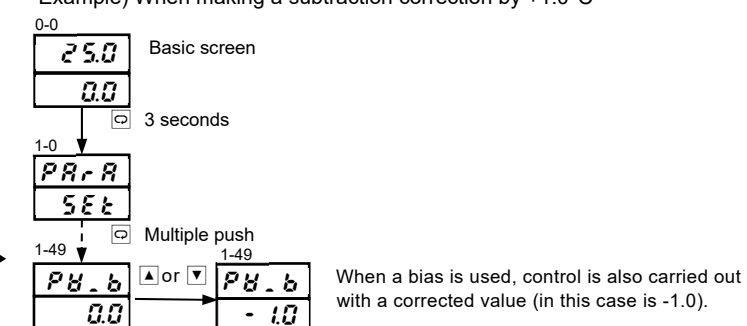 Example) When making a subtraction correction by +1.0°C
0-0
25.0
Basic screen
0.0
3 seconds
1-0
PArA
SEt
Multiple push
1-49
PV_b
0.0
▲ or ▼
1-49
PV_b
- 1.0
When a bias is used, control is also carried out
with a corrected value (in this case is -1.0).